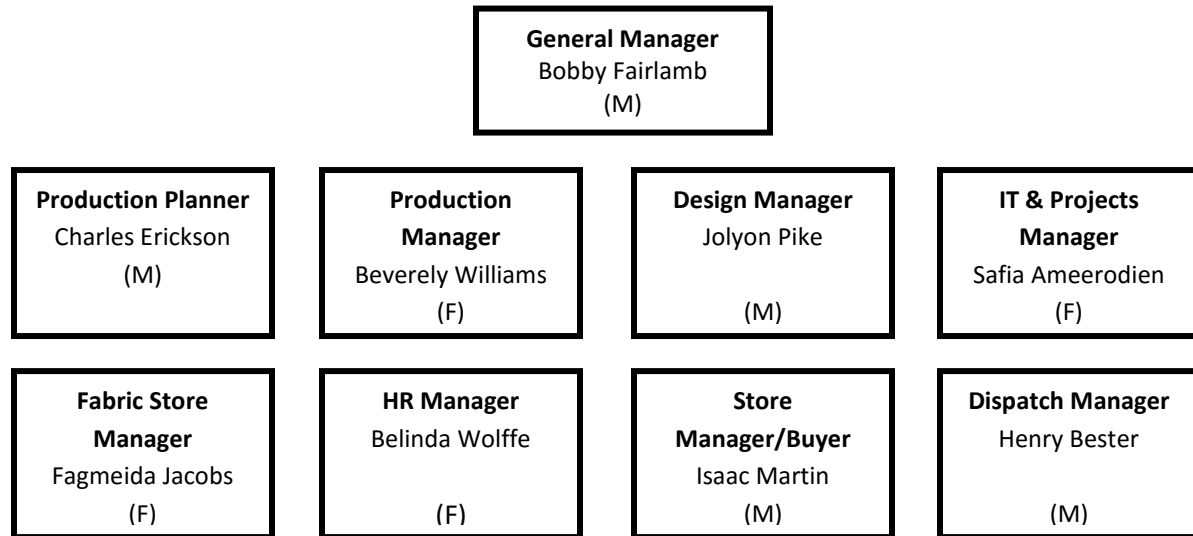 General Manager
Bobby Fairlamb
(M)
Production Planner
Charles Erickson
(M)
Production
Manager
Beverely Williams
(F)
Design Manager
Jolyon Pike
(M)
IT & Projects
Manager
Safia Ameerodien
(F)
Fabric Store
Manager
Fagmeida Jacobs
(F)
HR Manager
Belinda Wolffe
(F)
Store
Manager/Buyer
Isaac Martin
(M)
Dispatch Manager
Henry Bester
(M)